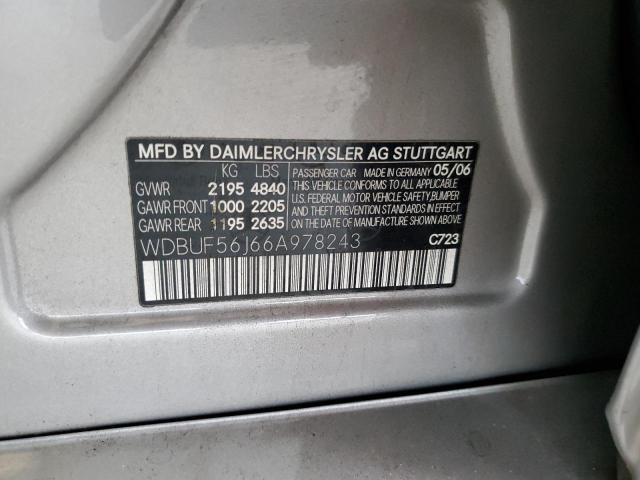 MFD BY DAIMLERCHRYSLER AG STUTTGART
KG LBS
PASSENGER CAR MADE IN GERMANY 05/06
GVWR 2195 4840
THIS VEHICLE CONFORMS TO ALL APPLICABLE
U.S. FEDERAL MOTOR VEHICLE SAFETY, BUMPER
GAWR FRONT 1000 2205
AND THEFT PREVENTION STANDARDS IN EFFECT
GAWR REAR 1195 2635
ON THE DATE OF MANUFACTURE SHOWN ABOVE.
WDBUF56J66A978243 C723